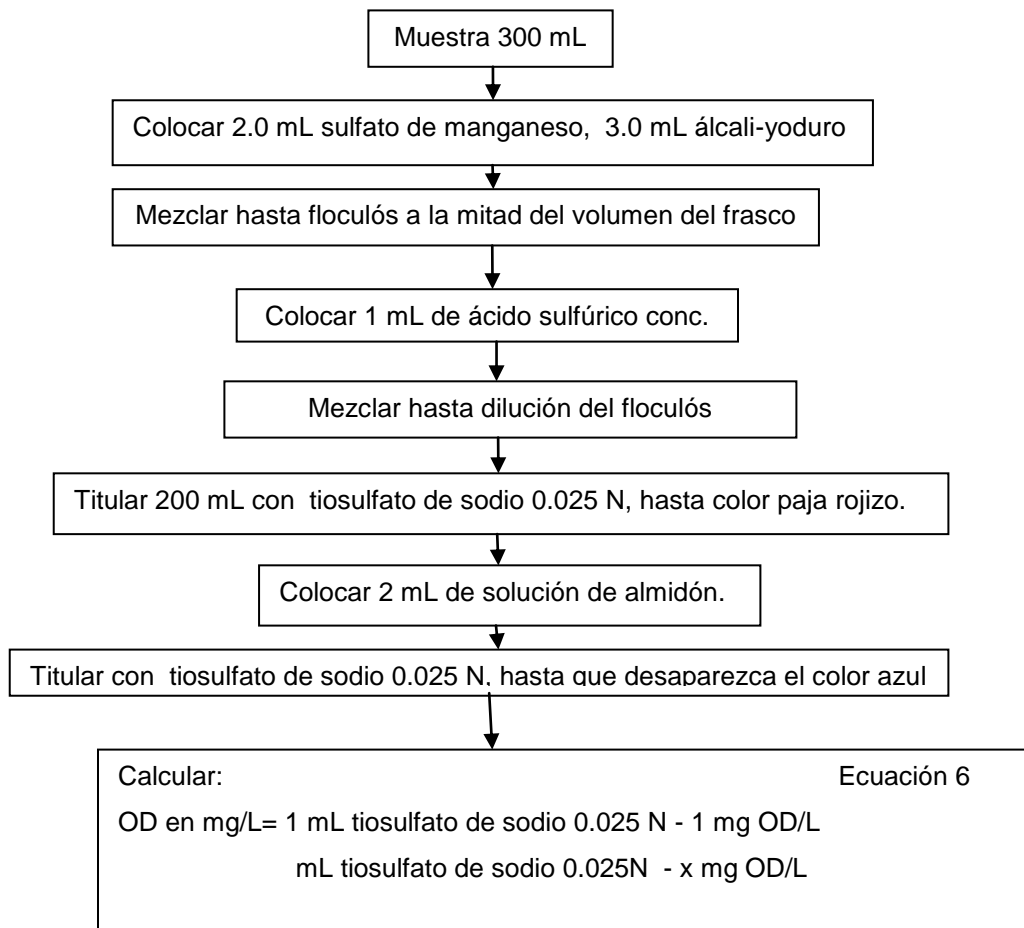 Muestra 300 mL
Colocar 2.0 mL sulfato de manganeso, 3.0 mL álcali-yoduro
Mezclar hasta floculós a la mitad del volumen del frasco
Colocar 1 mL de ácido sulfúrico conc.
Mezclar hasta dilución del floculós
Titular 200 mL con tiosulfato de sodio 0.025 N, hasta color paja rojizo.
Colocar 2 mL de solución de almidón.
Titular con tiosulfato de sodio 0.025 N, hasta que desaparezca el color azul
Calcular: Ecuación 6
OD en mg/L= 1 mL tiosulfato de sodio 0.025 N - 1 mg OD/L
mL tiosulfato de sodio 0.025N - x mg OD/L